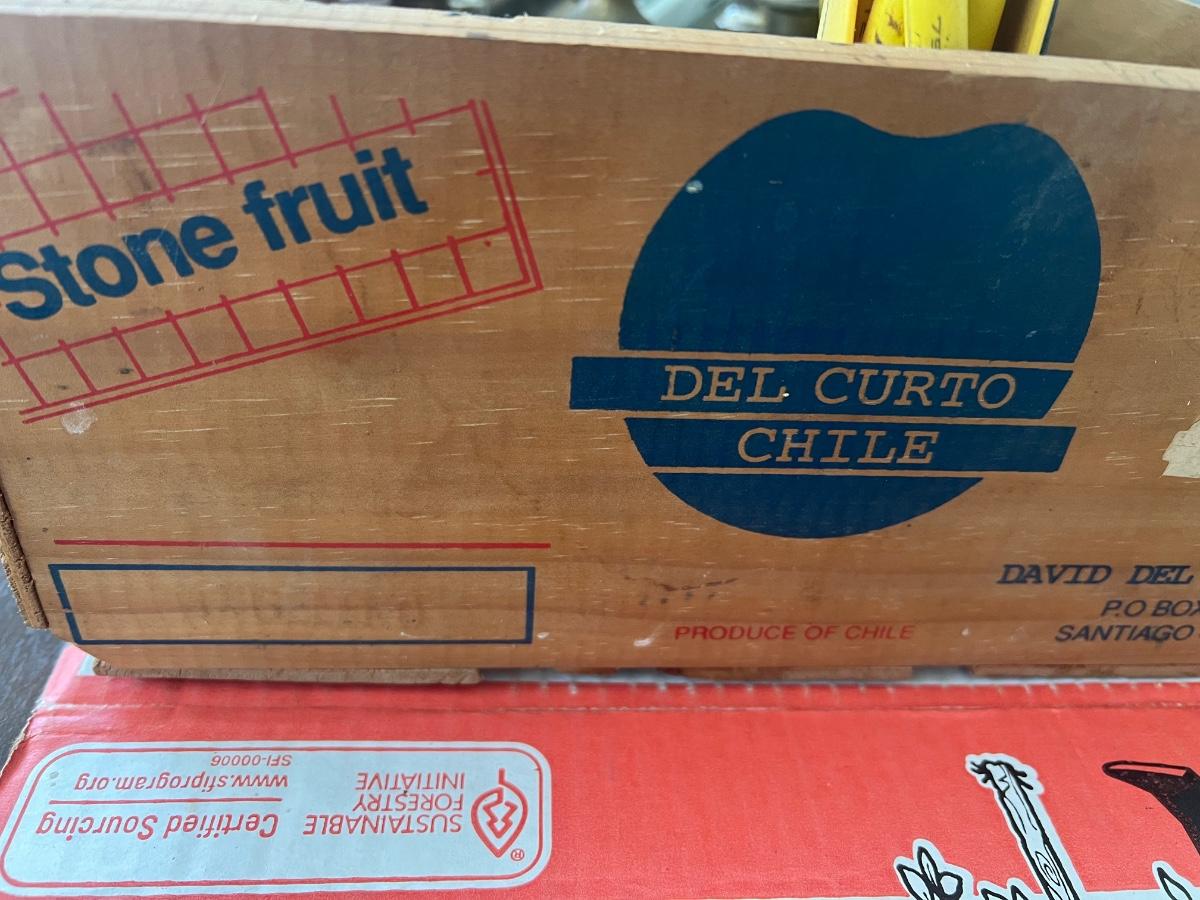 Stone fruit
DEL CURTO
CHILE
DAVID DEL
P.O BOX
SANTIAGO
PRODUCE OF CHILE
SUSTAINABLE
FORESTRY
INITIATIVE
Certified Sourcing
www.sfiprogram.org
SFI-00006